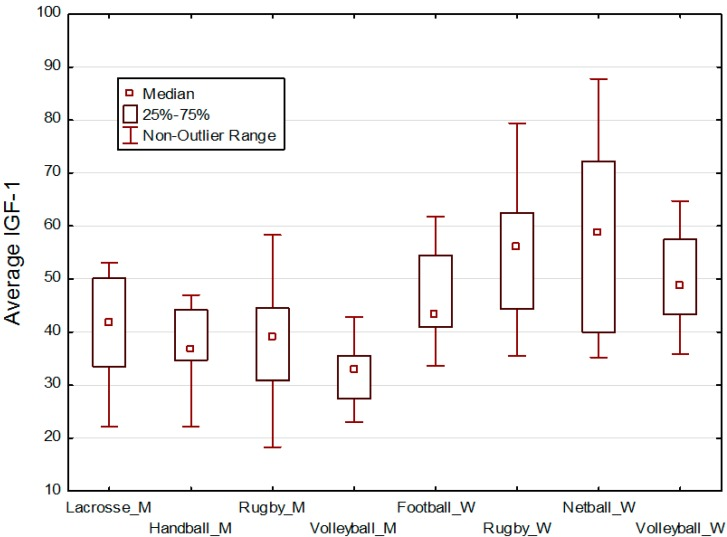 100
90
80
70
60
50
40
30
20
10
Average IGF-1
Median
25%-75%
Non-Outlier Range
Lacrosse_M
Handball_M
Rugby_M
Volleyball_M
Football_W
Rugby_W
Netball_W
Volleyball_W